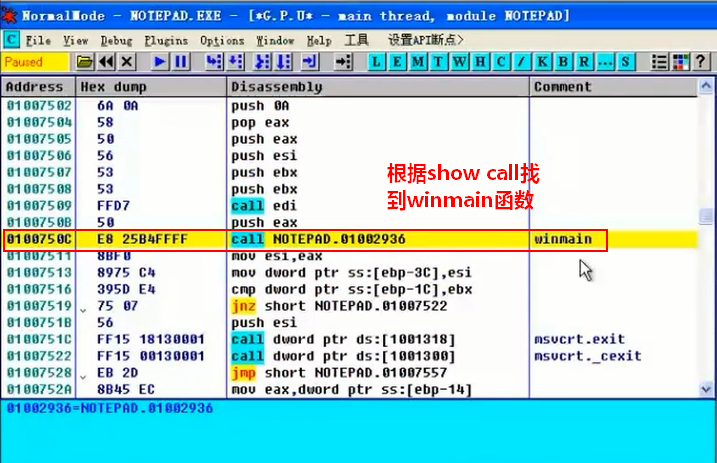 NormalMode - NOTEPAD.EXE - [*G.P.U* - main thread, module NOTEPAD]
C File View Debug Plugins Options Window Help 工具 设置API断点>
Paused L E M T W H C / K B R ... S ?
Address Hex dump Disassembly Comment
01007502 6A 0A push 0A
01007504 58 pop eax
01007505 50 push eax
01007506 56 push esi
01007507 53 push ebx
01007508 53 push ebx
01007509 FFD7 call edi
0100750B 50 push eax
0100750C E8 25B4FFFF call NOTEPAD.01002936 winmain
01007511 8BF0 mov esi,eax
01007513 8975 C4 mov dword ptr ss:[ebp-3C],esi
01007516 395D E4 cmp dword ptr ss:[ebp-1C],ebx
01007519 75 07 jnz short NOTEPAD.01007522
0100751B 56 push esi
0100751C FF15 18130001 call dword ptr ds:[1001318] msvcrt.exit
01007522 FF15 00130001 call dword ptr ds:[1001300] msvcrt._cexit
01007528 EB 2D jmp short NOTEPAD.01007557
0100752A 8B45 EC mov eax,dword ptr ss:[ebp-14]
根据show call找
到winmain函数
01002936=NOTEPAD.01002936